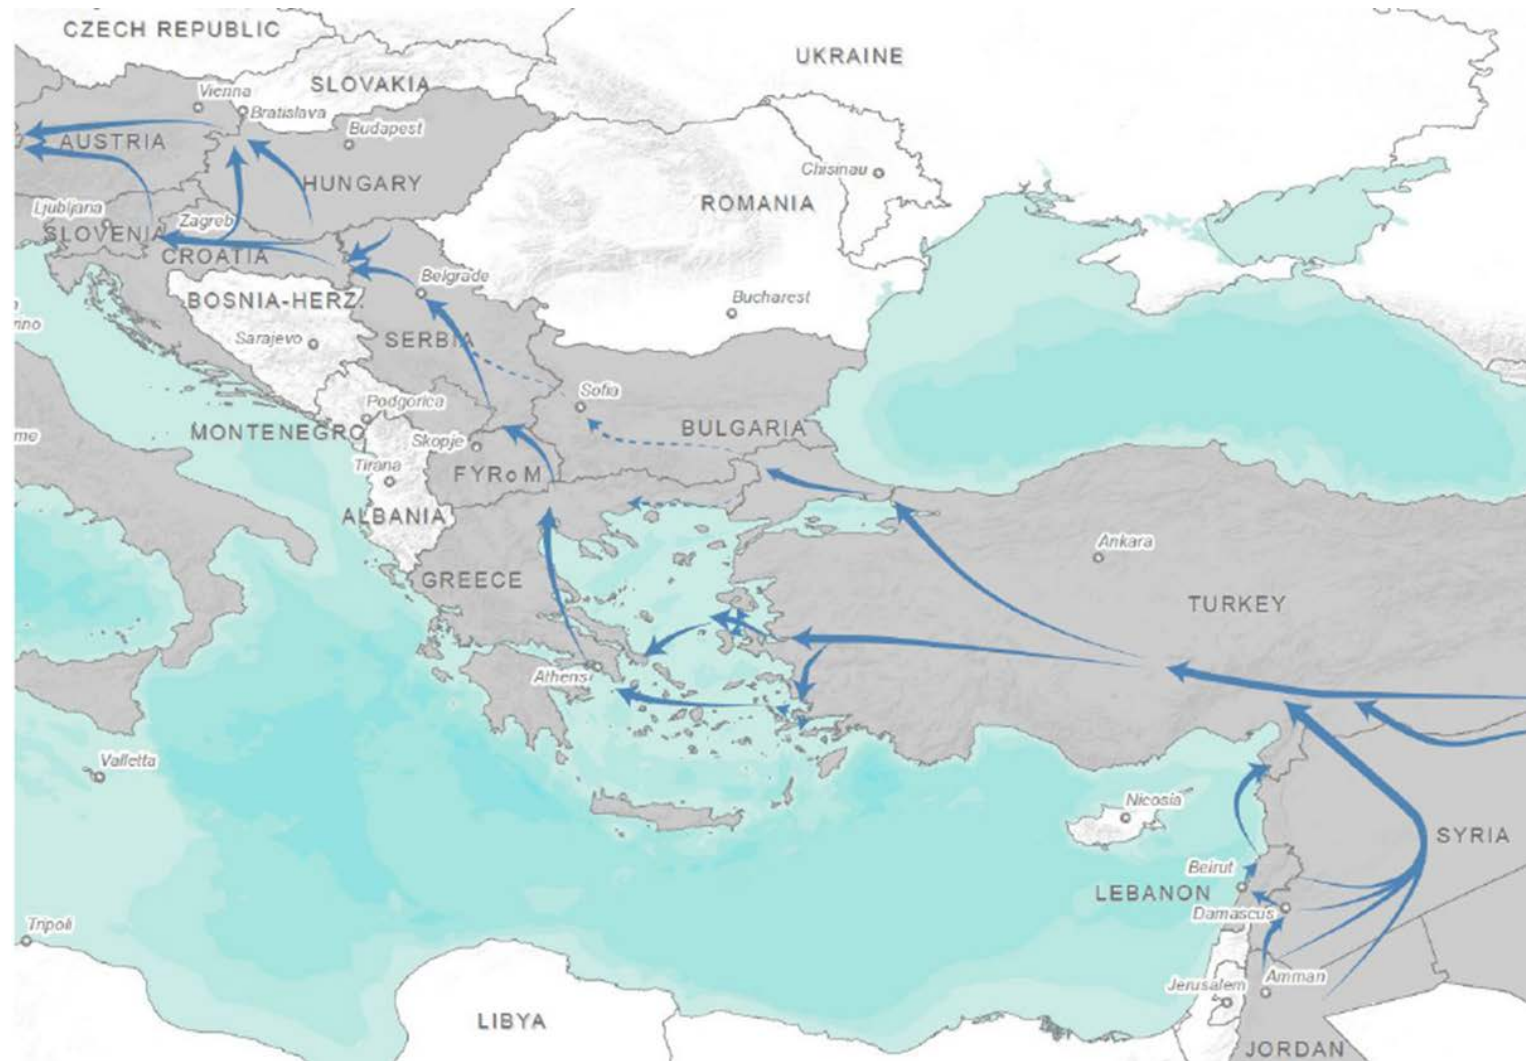 CZECH REPUBLIC
UKRAINE
SLOVAKIA
Vienna
Bratislava
Budapest
AUSTRIA
Chisinau
HUNGARY
ROMANIA
Ljubljana
Zagreb
SLOVENIA
CROATIA
Belgrade
BOSNIA-HERZ.
Bucharest
rino
Sarajevo
SERBIA
Sofia
Podgorica
me
MONTENEGRO
Skopje
BULGARIA
Tirana
FYRoM
ALBANIA
Ankara
GREECE
TURKEY
Athens
Valletta
Nicosia
SYRIA
Beirut
LEBANON
Damascus
Tripoli
Jerusalem
Amman
LIBYA
JORDAN